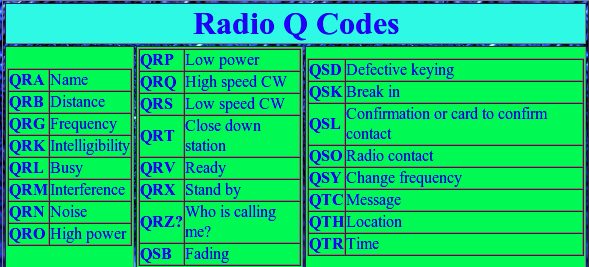 Radio Q Codes
QRA Name
QRB Distance
QRG Frequency
QRK Intelligibility
QRL Busy
QRM Interference
QRN Noise
QRO High power
QRP Low power
QRQ High speed CW
QRS Low speed CW
QRT Close down
station
QRV Ready
QRX Stand by
QRZ? Who is calling
me?
QSB Fading
QSD Defective keying
QSK Break in
QSL Confirmation or card to confirm
contact
QSO Radio contact
QSY Change frequency
QTC Message
QTH Location
QTR Time